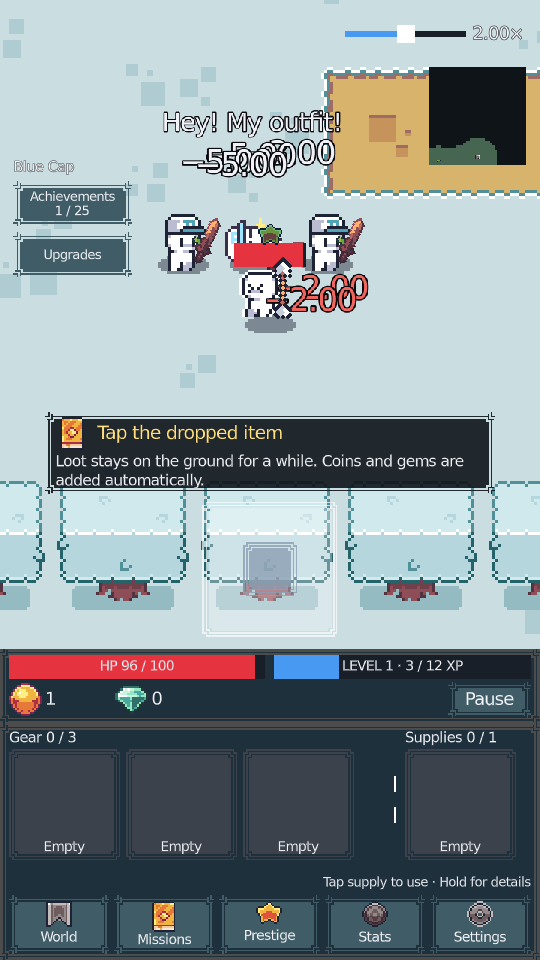 2.00×
Hey! My outfit!
Blue Cap
Achievements
1 / 25
Upgrades
-2.00
Tap the dropped item
Loot stays on the ground for a while. Coins and gems are
added automatically.
HP 96 / 100
LEVEL 1 · 3 / 12 XP
1
0
Pause
Gear 0 / 3
Supplies 0 / 1
Empty
Empty
Empty
Empty
Tap supply to use · Hold for details
World
Missions
Prestige
Stats
Settings